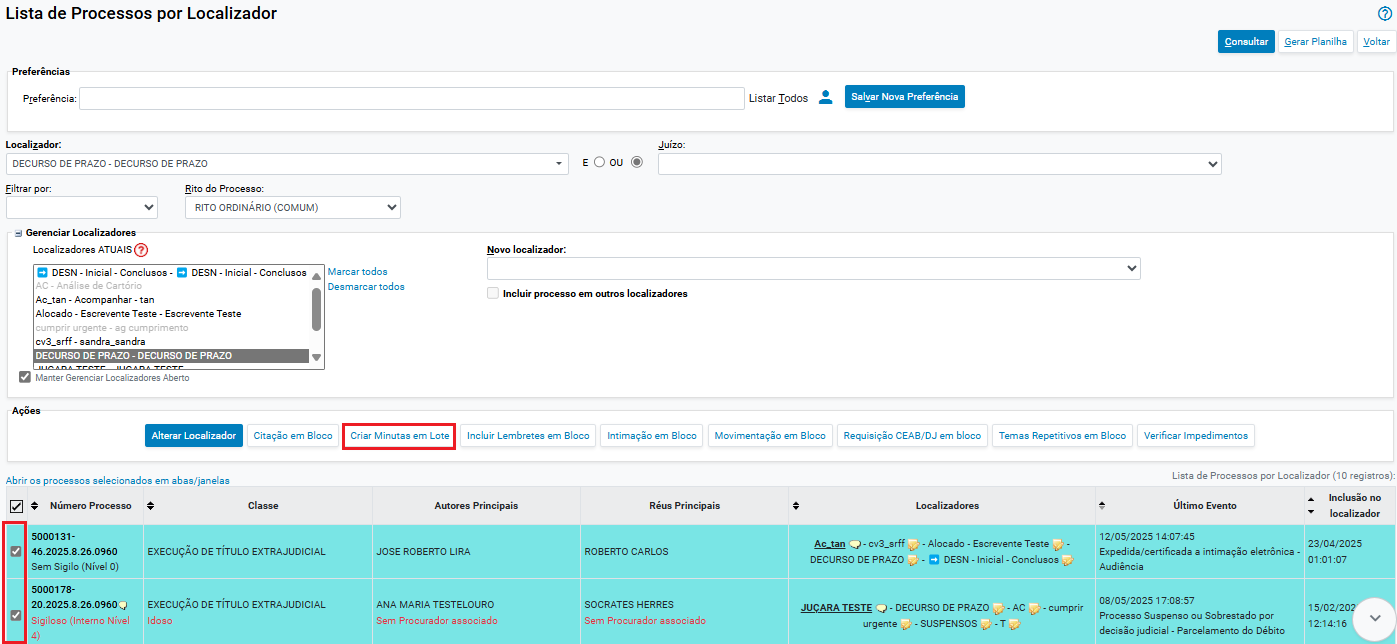 Lista de Processos por Localizador
?
Consultar Gerar Planilha Voltar
Preferências
Preferência: Listar Todos Salvar Nova Preferência
Localizador: Juízo:
DECURSO DE PRAZO - DECURSO DE PRAZO E OU
Filtrar por: Rito do Processo:
RITO ORDINÁRIO (COMUM)
Gerenciar Localizadores
Localizadores ATUAIS ? Novo localizador:
DESN - Inicial - Conclusos - DESN - Inicial - Conclusos Marcar todos
AC - Análise de Cartório Desmarcar todos
Ac_tan - Acompanhar - tan Incluir processo em outros localizadores
Alocado - Escrevente Teste - Escrevente Teste
cumprir urgente - ag cumprimento
cv3_srff - sandra_sandra
DECURSO DE PRAZO - DECURSO DE PRAZO
JUÇARA TESTE - JUÇARA TESTE
Manter Gerenciar Localizadores Aberto
Ações
Alterar Localizador Citação em Bloco Criar Minutas em Lote Incluir Lembretes em Bloco Intimação em Bloco Movimentação em Bloco Requisição CEAB/DJ em bloco Temas Repetitivos em Bloco Verificar Impedimentos
Lista de Processos por Localizador (10 registros):
Abrir os processos selecionados em abas/janelas
Número Processo Classe Autores Principais Réus Principais Localizadores Último Evento Inclusão no
localizador
5000131-
46.2025.8.26.0960
Sem Sigilo (Nível 0)
EXECUÇÃO DE TÍTULO EXTRAJUDICIAL
JOSE ROBERTO LIRA
ROBERTO CARLOS
Ac_tan - cv3_srff - Alocado - Escrevente Teste -
DECURSO DE PRAZO - DESN - Inicial - Conclusos
12/05/2025 14:07:45
Expedida/certificada a intimação eletrônica -
Audiência
23/04/2025
01:01:07
5000178-
20.2025.8.26.0960
Sigiloso (Interno Nível
4)
EXECUÇÃO DE TÍTULO EXTRAJUDICIAL
Idoso
ANA MARIA TESTELOURO
Sem Procurador associado
SOCRATES HERRES
Sem Procurador associado
JUÇARA TESTE - DECURSO DE PRAZO - AC - cumprir
urgente - SUSPENSOS - T
08/05/2025 17:08:57
Processo Suspenso ou Sobrestado por
decisão judicial - Parcelamento do Débito
15/02/202
12:14:16